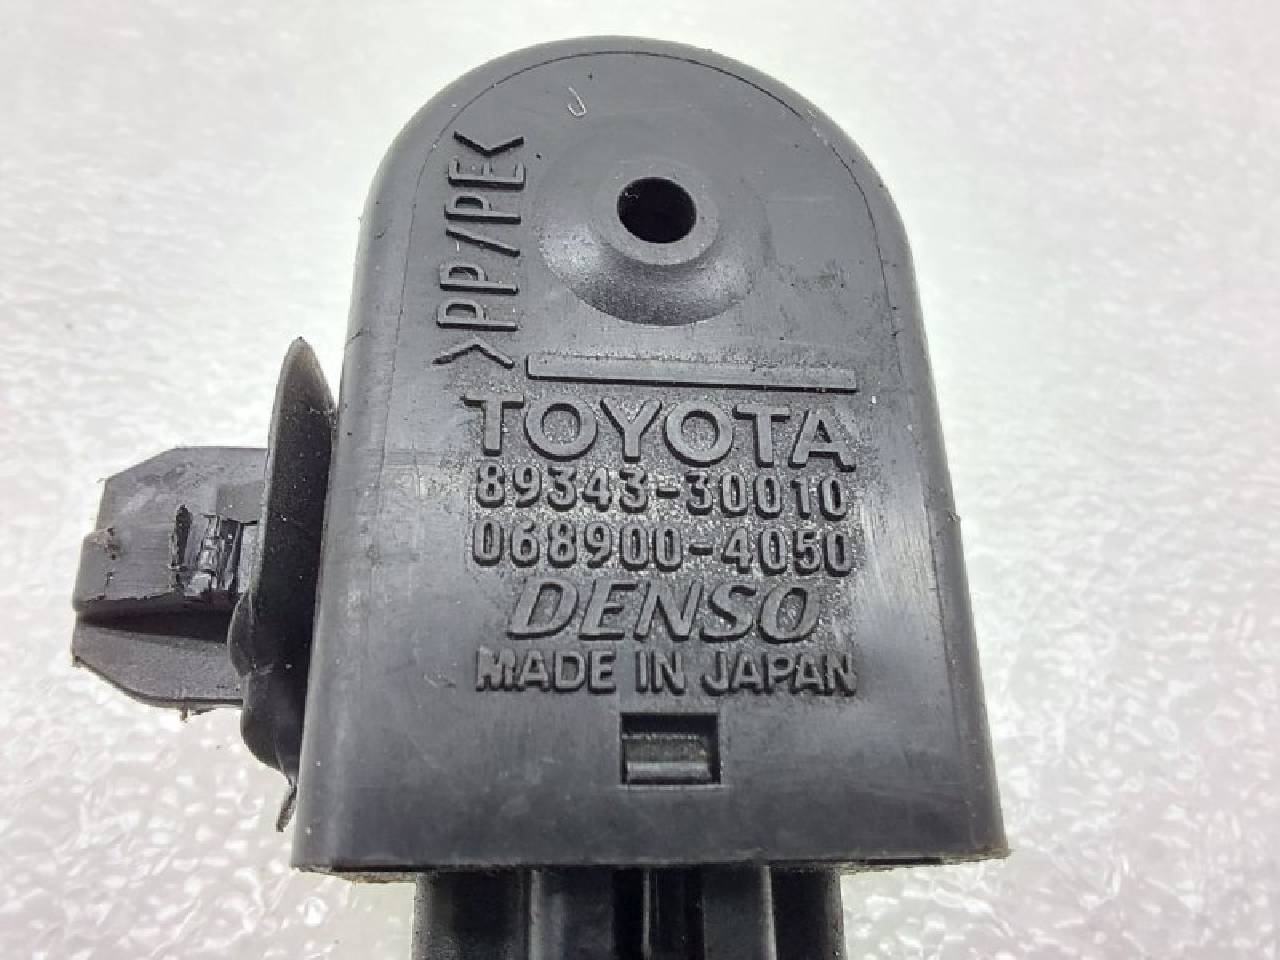 J
>PP/PE<
TOYOTA
89343-30010
068900-4050
DENSO
MADE IN JAPAN